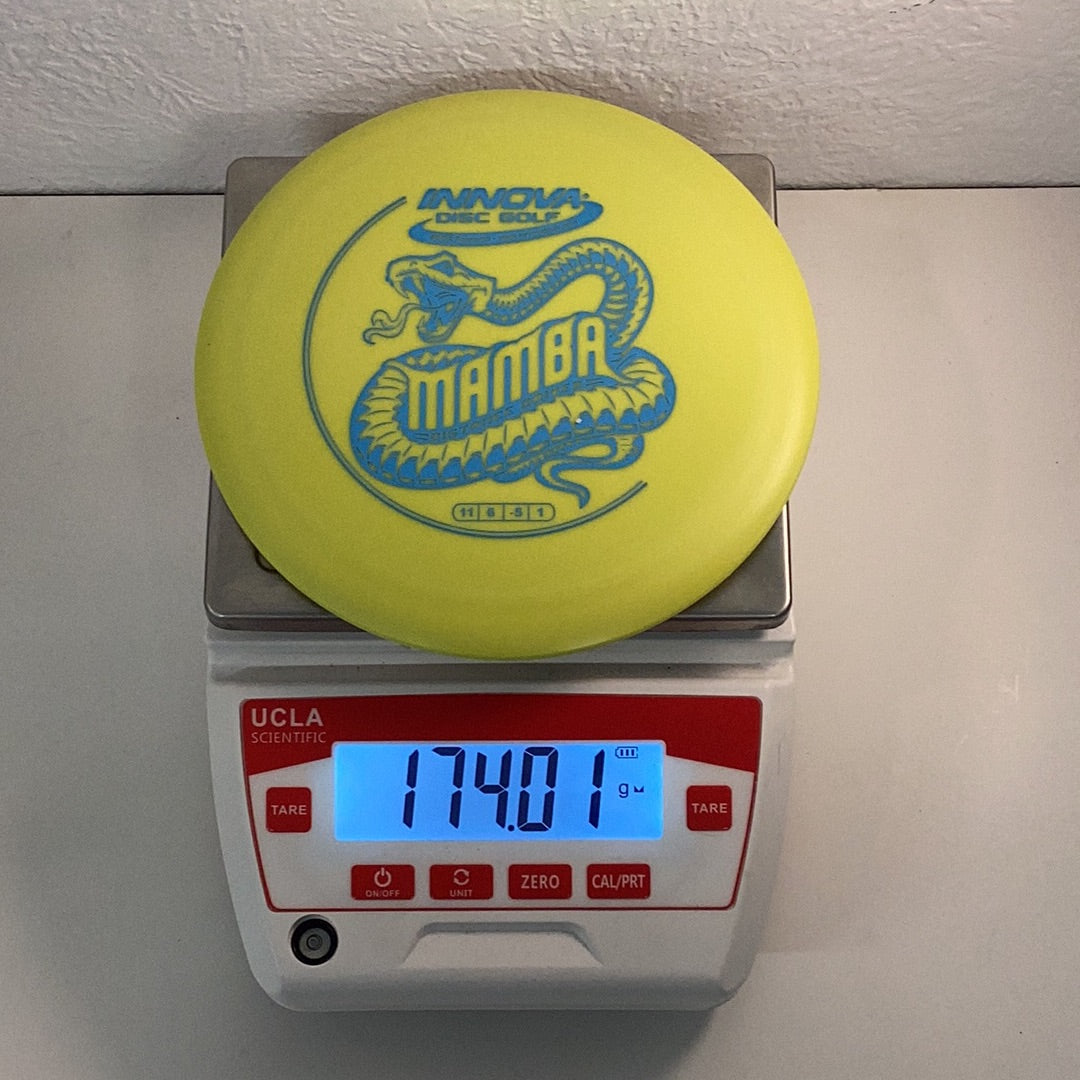 INNOVA
DISC GOLF
MAMBA
11 6 -5 1
UCLA
SCIENTIFIC
174.01 g
TARE
TARE
ON/OFF
UNIT
ZERO
CAL/PRT